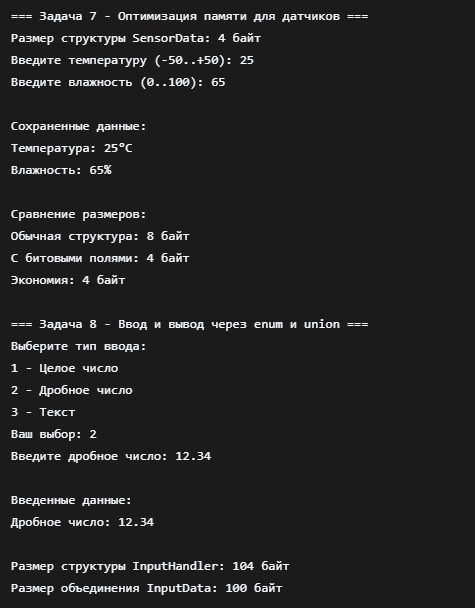 === Задача 7 - Оптимизация памяти для датчиков ===
Размер структуры SensorData: 4 байт
Введите температуру (-50..+50): 25
Введите влажность (0..100): 65
Сохраненные данные:
Температура: 25°C
Влажность: 65%
Сравнение размеров:
Обычная структура: 8 байт
С битовыми полями: 4 байт
Экономия: 4 байт
=== Задача 8 - Ввод и вывод через enum и union ===
Выберите тип ввода:
1 - Целое число
2 - Дробное число
3 - Текст
Ваш выбор: 2
Введите дробное число: 12.34
Введенные данные:
Дробное число: 12.34
Размер структуры InputHandler: 104 байт
Размер объединения InputData: 100 байт